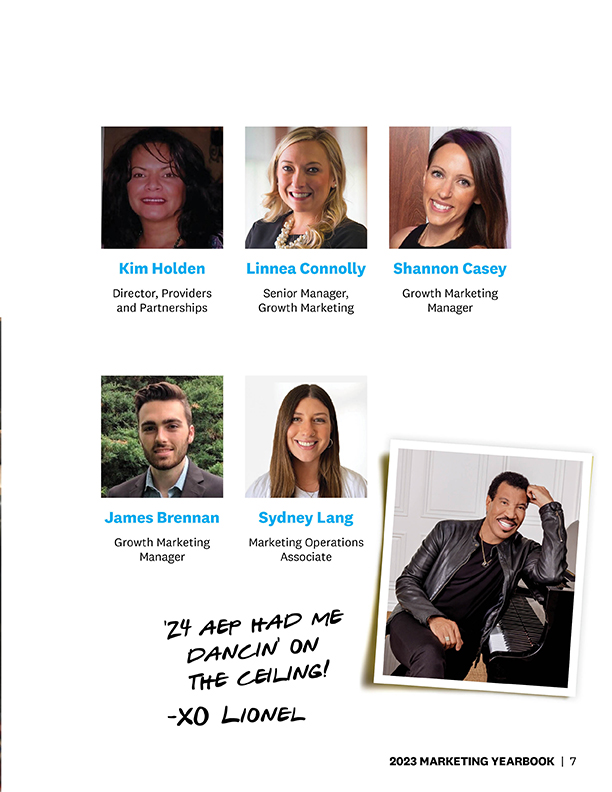 Kim Holden
Director, Providers
and Partnerships
Linnea Connolly
Senior Manager,
Growth Marketing
Shannon Casey
Growth Marketing
Manager
James Brennan
Growth Marketing
Manager
Sydney Lang
Marketing Operations
Associate
'24 AEP HAD ME
DANCIN' ON
THE CEILING!
-XO LIONEL
2023 MARKETING YEARBOOK | 7